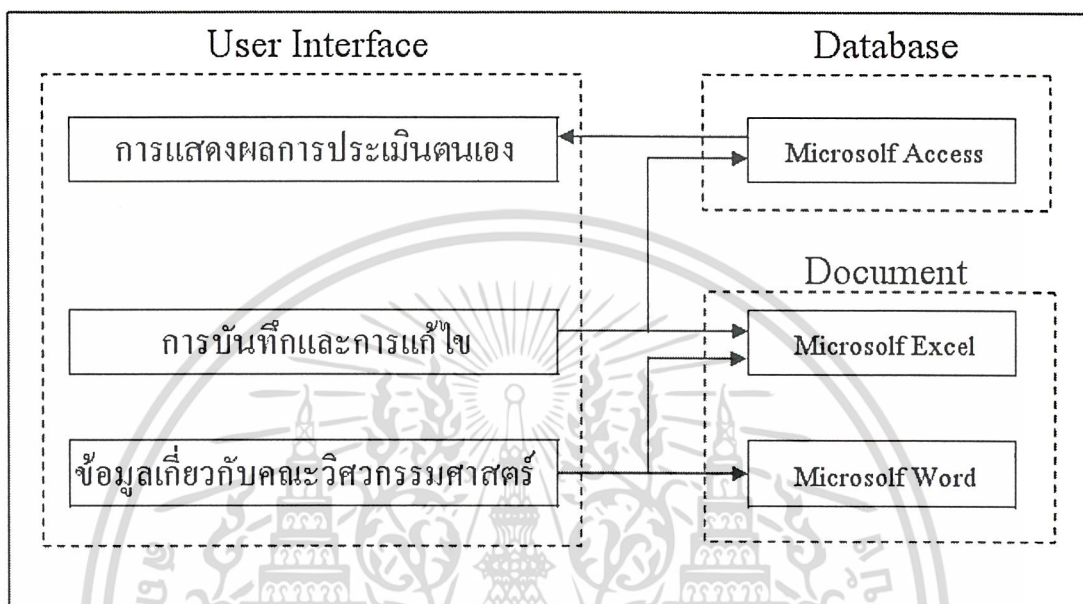 User Interface
Database
การแสดงผลการประเมินตนเอง
Microsolf Access
Document
การบันทึกและการแก้ไข
Microsolf Excel
ข้อมูลเกี่ยวกับคณะวิศวกรรมศาสตร์
Microsolf Word